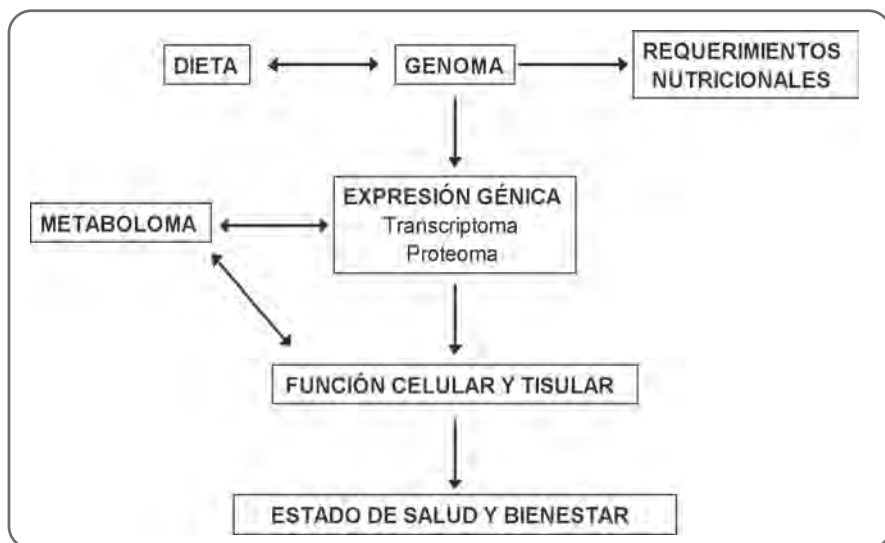 DIETA
GENOMA
REQUERIMIENTOS
NUTRICIONALES
EXPRESIÓN GÉNICA
Transcriptoma
Proteoma
METABOLOMA
FUNCIÓN CELULAR Y TISULAR
ESTADO DE SALUD Y BIENESTAR